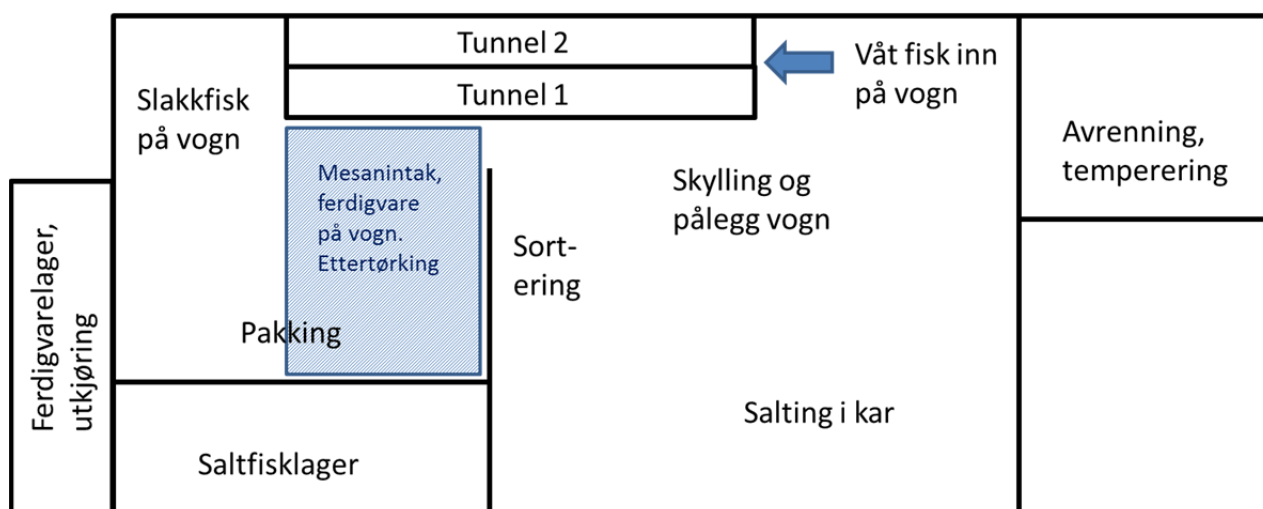 Tunnel 2
Tunnel 1
Våt fisk inn
på vogn
Slakkfisk
på vogn
Avrenning,
temperering
Mesanintak,
ferdigvare
på vogn.
Ettertørking
Skylling og
pålegg vogn
Sort-
ering
Ferdigvarelager,
utkjøring
Pakking
Salting i kar
Saltfisklager